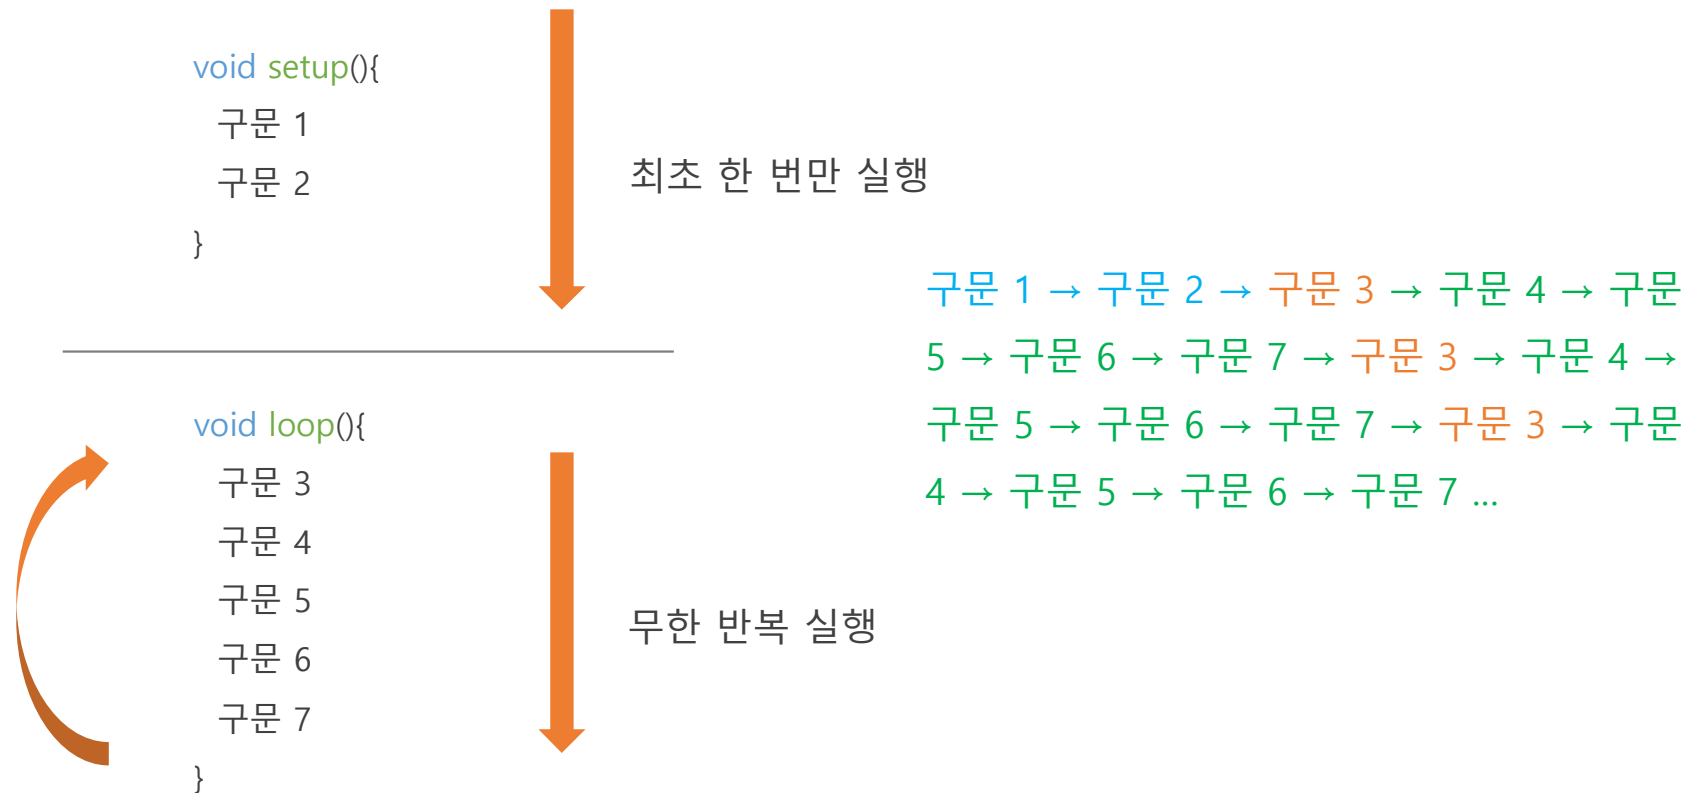 void setup(){
구문 1
구문 2
}
최초 한 번만 실행
void loop(){
구문 3
구문 4
구문 5
구문 6
구문 7
}
무한 반복 실행
구문 1 → 구문 2 → 구문 3 → 구문 4 → 구문
5 → 구문 6 → 구문 7 → 구문 3 → 구문 4 →
구문 5 → 구문 6 → 구문 7 → 구문 3 → 구문
4 → 구문 5 → 구문 6 → 구문 7 ...